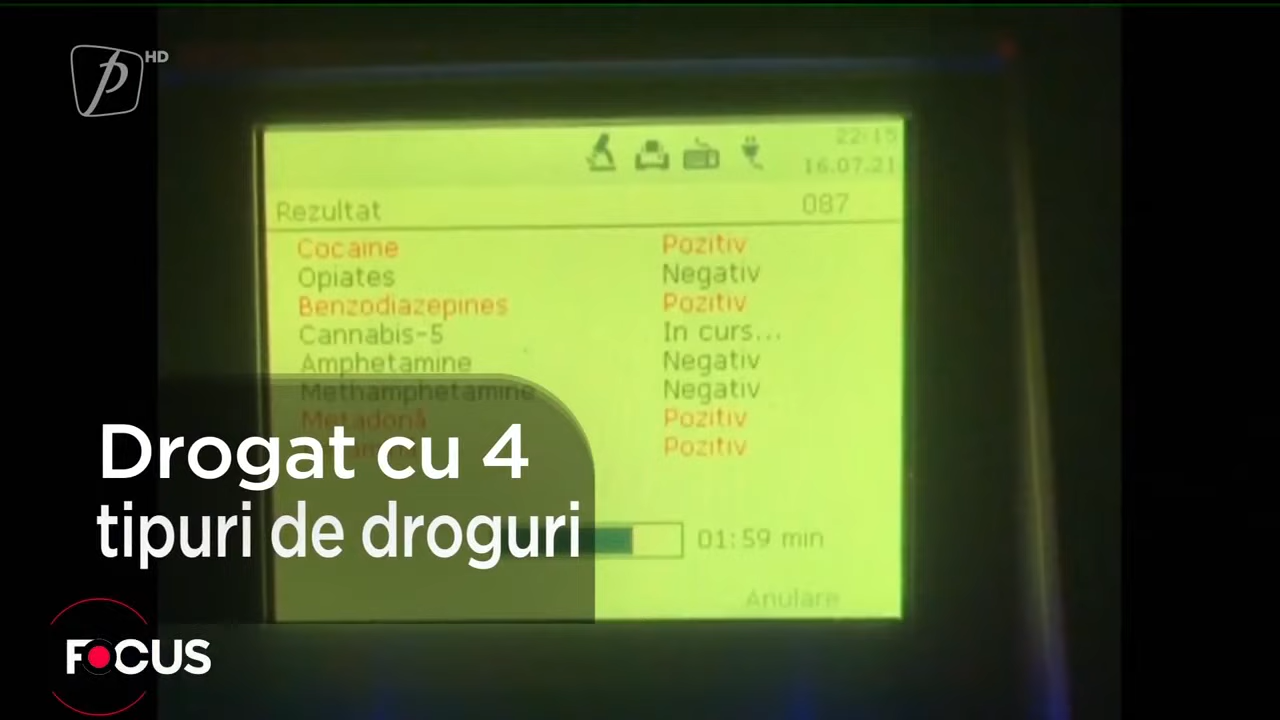 p HD
22:15
16.07.21
Rezultat 087
Cocaine Pozitiv
Opiates Negativ
Benzodiazepines Pozitiv
Cannabis-5 In curs...
Amphetamine Negativ
Methamphetamine Negativ
Metadonă Pozitiv
Pozitiv
Drogat cu 4
tipuri de droguri
01:59 min
Anulare
FOCUS